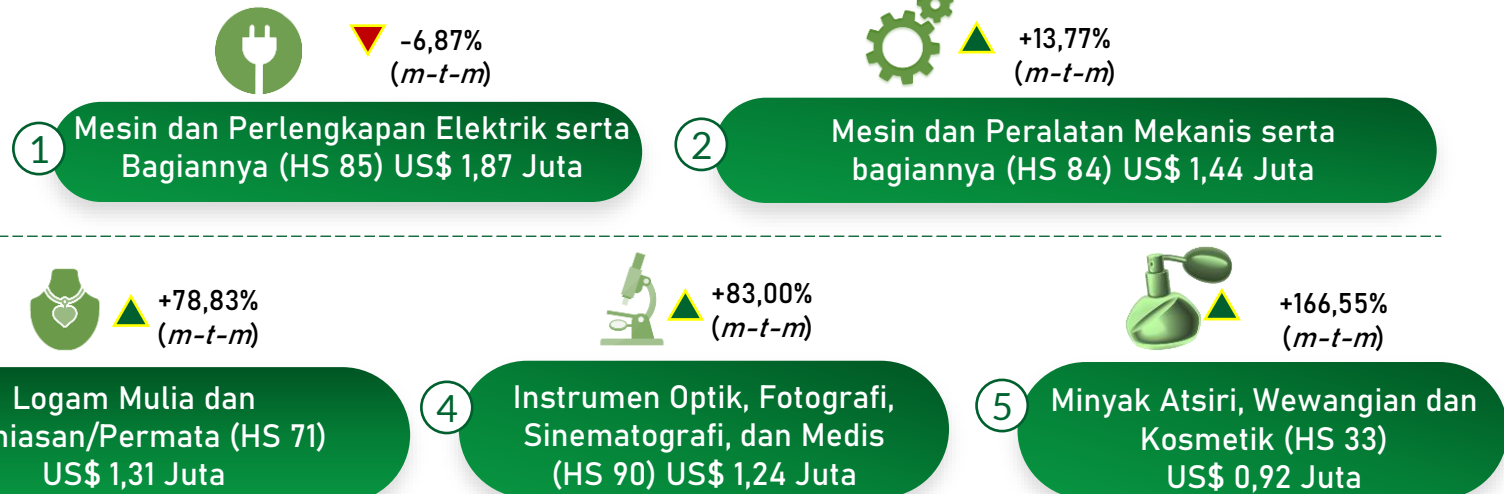 -6,87%
(m-t-m)
1
Mesin dan Perlengkapan Elektrik serta
Bagiannya (HS 85) US$ 1,87 Juta
+13,77%
(m-t-m)
2
Mesin dan Peralatan Mekanis serta
bagiannya (HS 84) US$ 1,44 Juta
+78,83%
(m-t-m)
Logam Mulia dan
(HS 71)
US$ 1,31 Juta
+83,00%
(m-t-m)
4
Instrumen Optik, Fotografi,
Sinematografi, dan Medis
(HS 90) US$ 1,24 Juta
+166,55%
(m-t-m)
5
Minyak Atsiri, Wewangian dan
Kosmetik (HS 33)
US$ 0,92 Juta